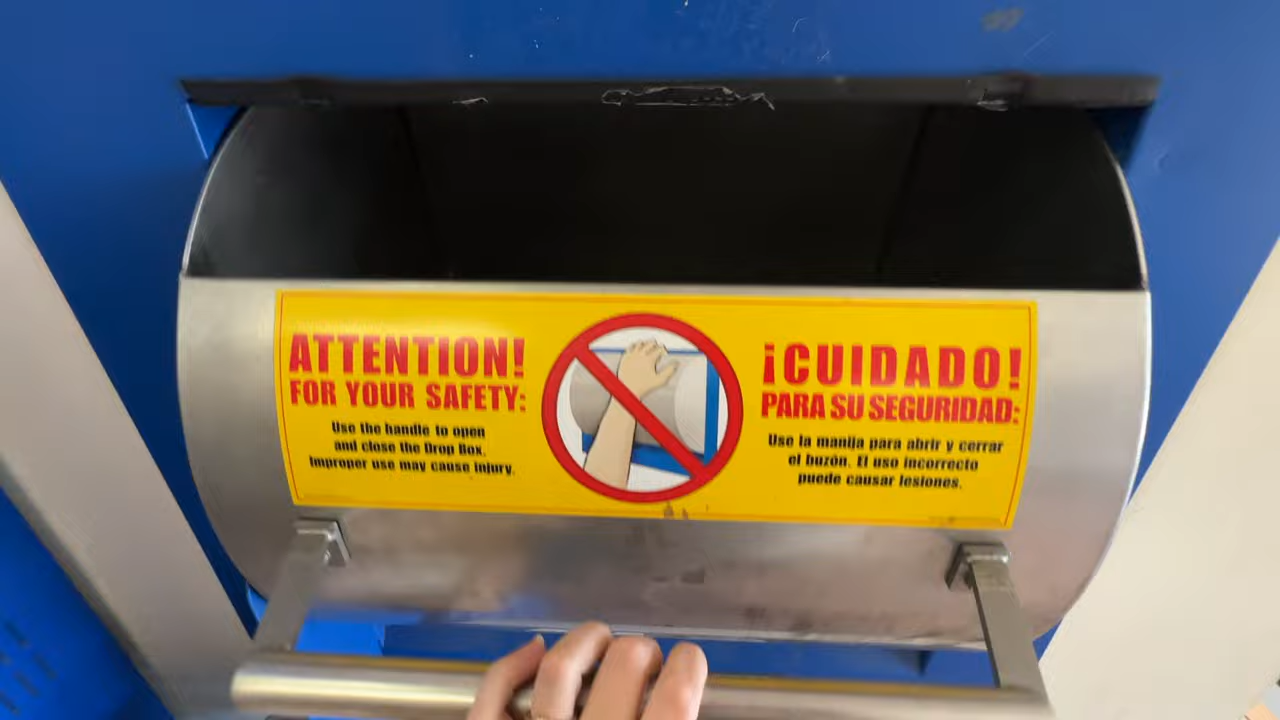 ATTENTION!
FOR YOUR SAFETY:
Use the handle to open
and close the Drop Box.
Improper use may cause injury.
¡CUIDADO!
PARA SU SEGURIDAD:
Use la manija para abrir y cerrar
el buzón. El uso incorrecto
puede causar lesiones.